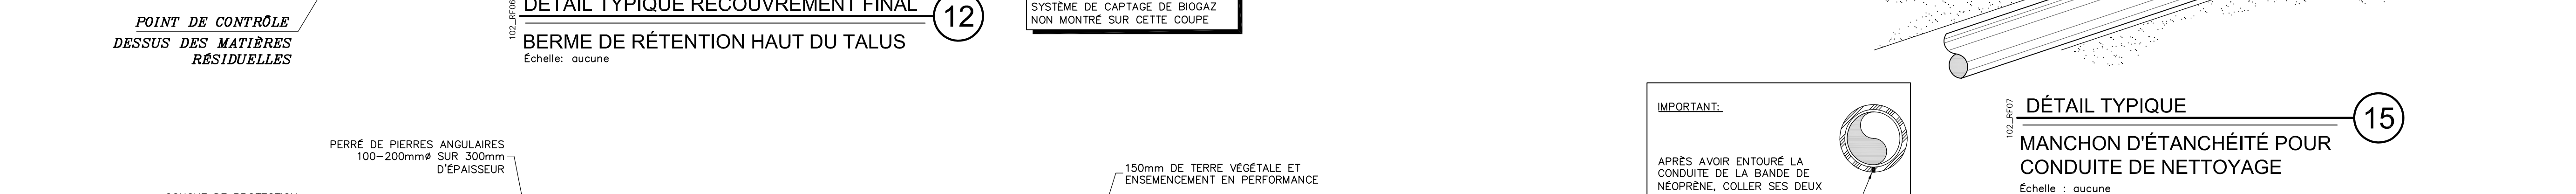 POINT DE CONTRÔLE
DESSUS DES MATIÈRES
RÉSIDUELLES
102_RF06
DÉTAIL TYPIQUE RECOUVREMENT FINAL
12
BERME DE RÉTENTION HAUT DU TALUS
Échelle: aucune
SYSTÈME DE CAPTAGE DE BIOGAZ
NON MONTRÉ SUR CETTE COUPE
PERRÉ DE PIERRES ANGULAIRES
100-200mmø SUR 300mm
D'ÉPAISSEUR
150mm DE TERRE VÉGÉTALE ET
ENSEMENCEMENT EN PERFORMANCE
IMPORTANT:
APRÈS AVOIR ENTOURÉ LA
CONDUITE DE LA BANDE DE
NÉOPRÈNE, COLLER SES DEUX
102_RF07
DÉTAIL TYPIQUE
15
MANCHON D'ÉTANCHÉITÉ POUR
CONDUITE DE NETTOYAGE
Échelle : aucune